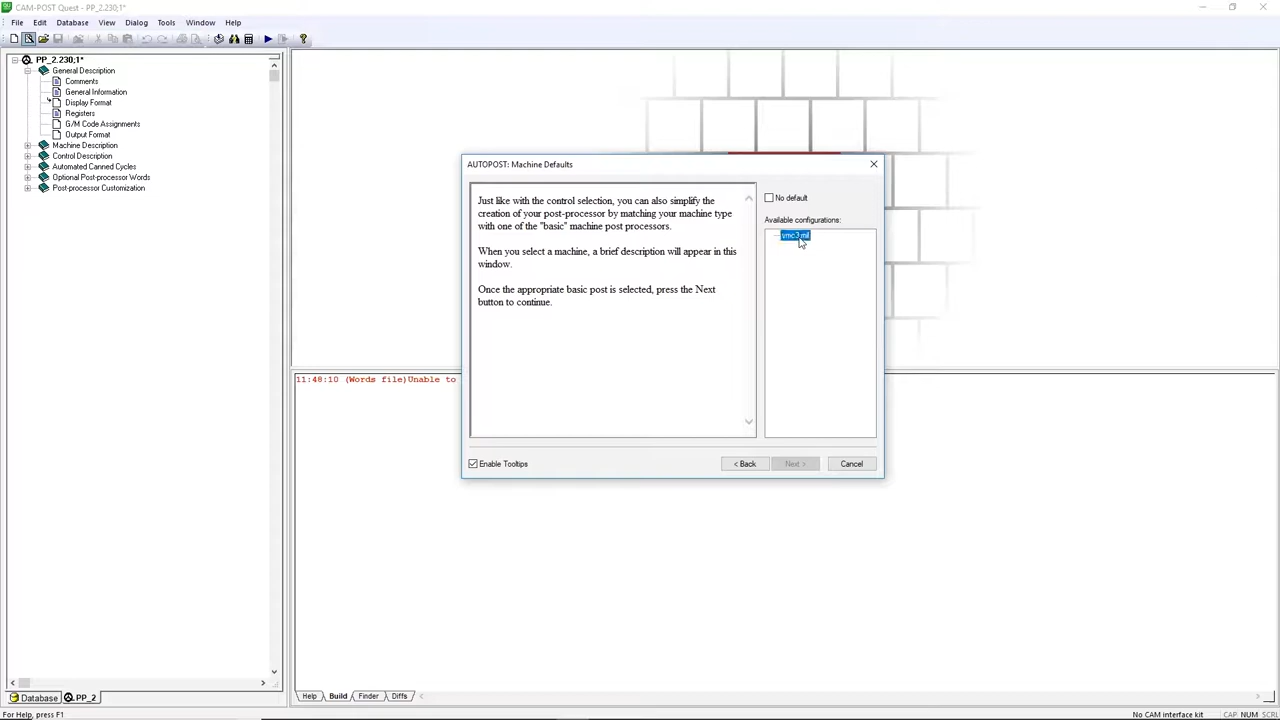 CAM-POST Quest - PP_2.230;1*
File Edit Database View Dialog Tools Window Help
PP_2.230;1*
General Description
Comments
General Information
Display Format
Registers
G/M Code Assignments
Output Format
Machine Description
Control Description
Automated Canned Cycles
Optional Post-processor Words
Post-processor Customization
AUTOPOST: Machine Defaults
Just like with the control selection, you can also simplify the
creation of your post-processor by matching your machine type
with one of the "basic" machine post processors.
When you select a machine, a brief description will appear in this
window.
Once the appropriate basic post is selected, press the Next
button to continue.
No default
Available configurations:
vmc3.mil
Enable Tooltips
< Back
Next >
Cancel
11:48:10 (Words file)Unable to
Database PP_2
Help Build Finder Diffs
For Help, press F1
No CAM interface kit CAP NUM SCRL